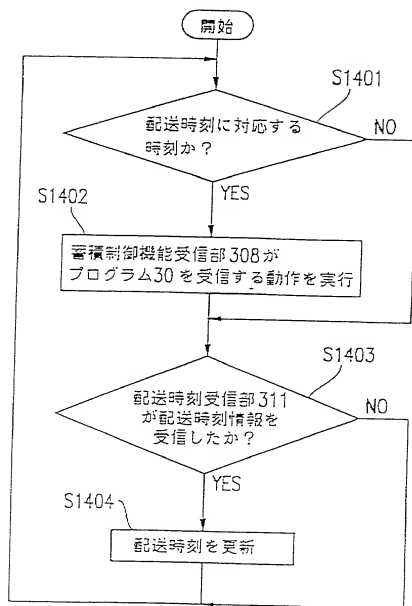 開始
S1401
配送時刻に対応する
時刻か?
NO
YES
S1402
蓄積制御機能受信部308が
プログラム30を受信する動作を実行
S1403
配送時刻受信部311
が配送時刻情報を
受信したか?
NO
YES
S1404
配送時刻を更新